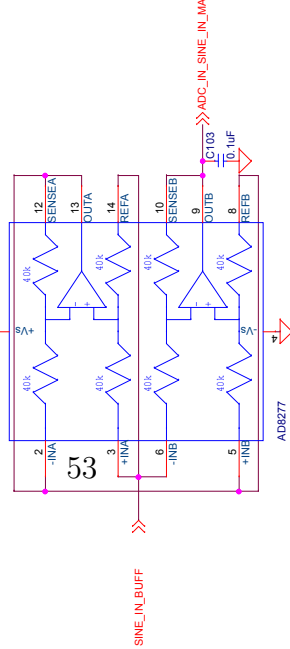 ADC_IN_SINE_IN_MA
C103
0.1uF
12
SENSEA
13
OUTA
14
REFA
10
SENSEB
9
OUTB
8
REFB
40k
40k
40k
40k
+Vs
-Vs
4
40k
40k
40k
40k
2
-INA
53
3
+INA
6
-INB
5
+INB
AD8277
SINE_IN_BUFF